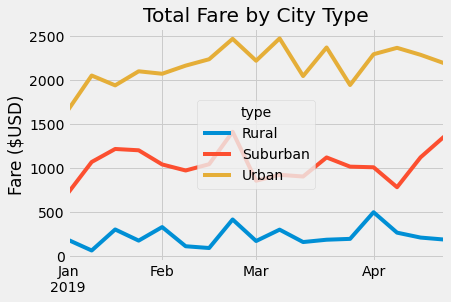 Total Fare by City Type
Fare ($USD)
2500
2000
1500
1000
500
0
type
Rural
Suburban
Urban
Jan
2019
Feb
Mar
Apr